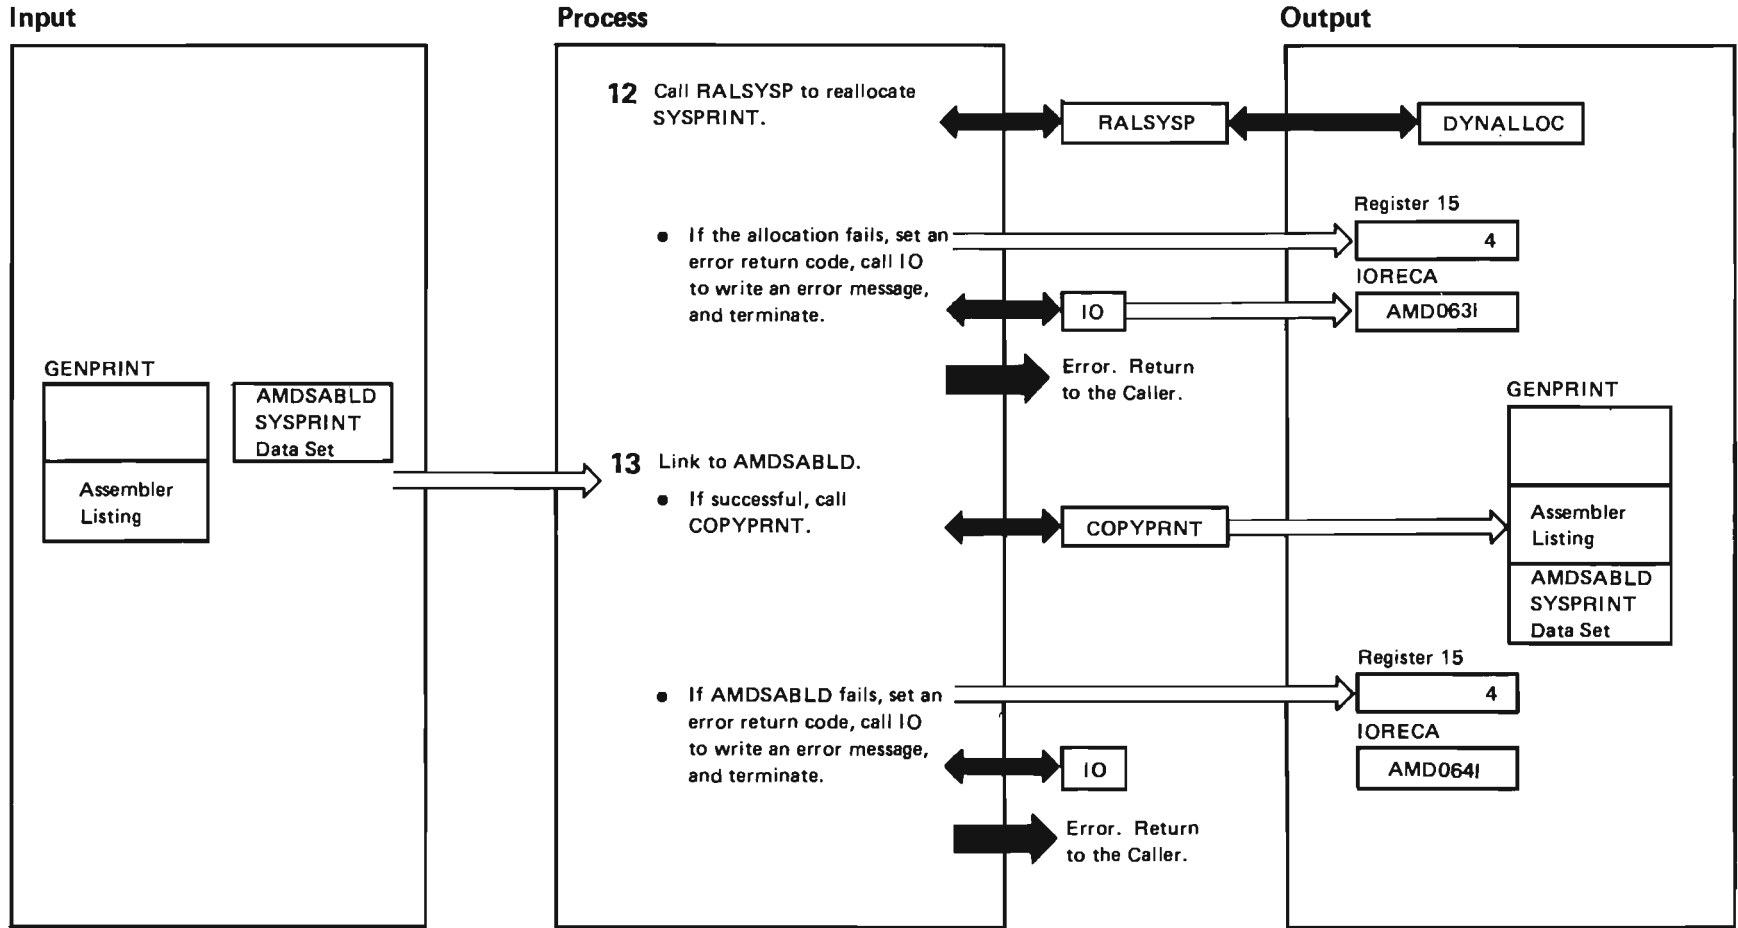 Input
Process
Output
12 Call RALSYSP to reallocate
SYSPRINT.
RALSYSP
DYNALLOC
Register 15
4
• If the allocation fails, set an
error return code, call IO
to write an error message,
and terminate.
IO
IORECA
AMD063I
Error. Return
to the Caller.
GENPRINT
Assembler
Listing
AMDSABLD
SYSPRINT
Data Set
13 Link to AMDSABLD.
• If successful, call
COPYPRNT.
COPYPRNT
GENPRINT
Assembler
Listing
AMDSABLD
SYSPRINT
Data Set
Register 15
4
• If AMDSABLD fails, set an
error return code, call IO
to write an error message,
and terminate.
IO
IORECA
AMD064I
Error. Return
to the Caller.